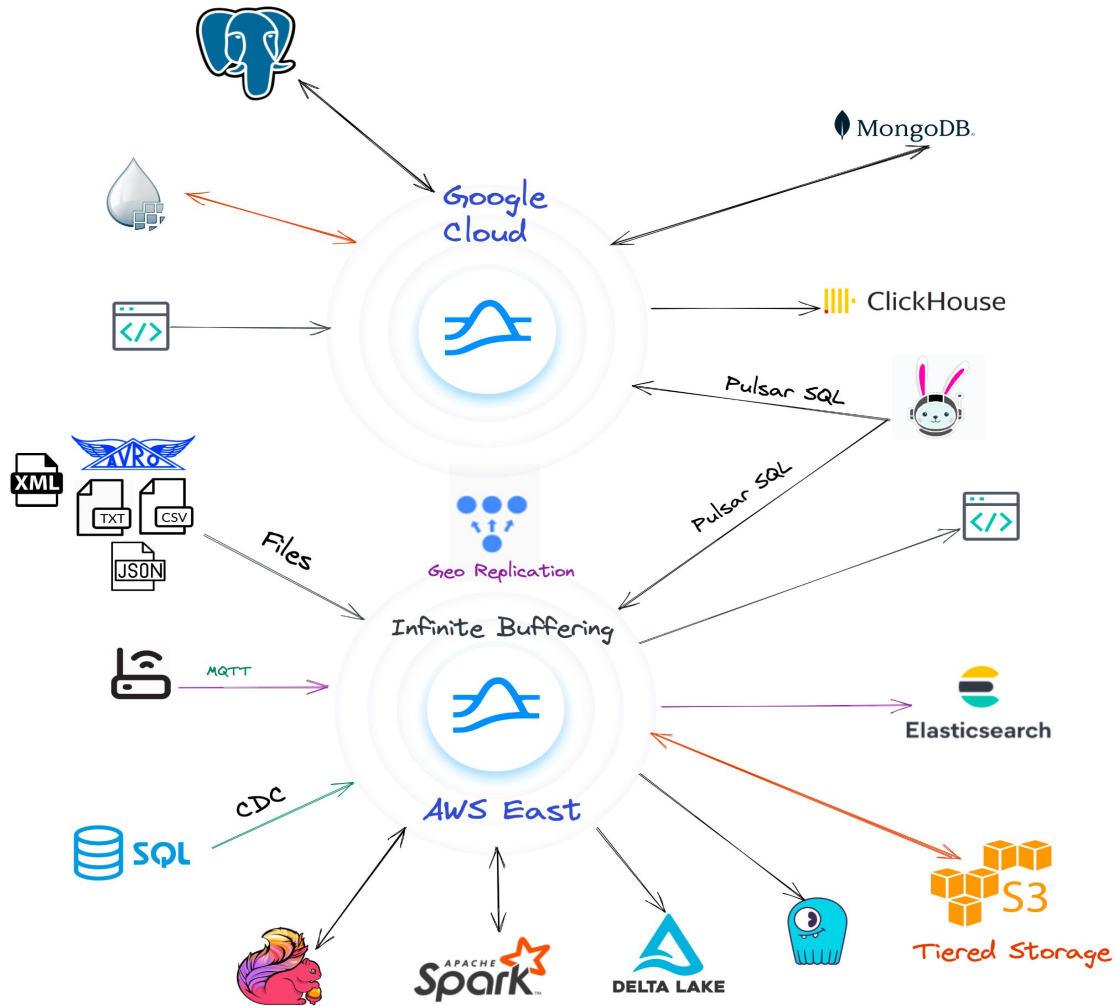 MongoDB®
Google
Cloud
</>
ClickHouse
Pulsar SQL
AVRO
XML
TXT
CSV
JSON
Files
Pulsar SQL
</>
Geo Replication
Infinite Buffering
MQTT
Elasticsearch
CDC
AWS East
SQL
S3
Tiered Storage
APACHE
Spark™
DELTA LAKE